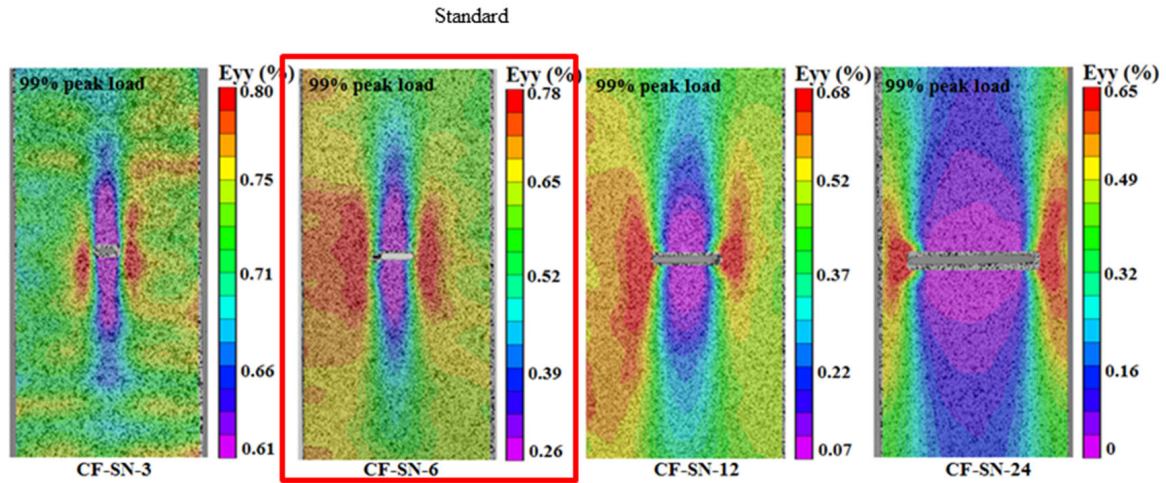 Standard
99% peak load
Eyy (%)
0.80
0.75
0.71
0.66
0.61
CF-SN-3
99% peak load
Eyy (%)
0.78
0.65
0.52
0.39
0.26
CF-SN-6
99% peak load
Eyy (%)
0.68
0.52
0.37
0.22
0.07
CF-SN-12
99% peak load
Eyy (%)
0.65
0.49
0.32
0.16
0
CF-SN-24